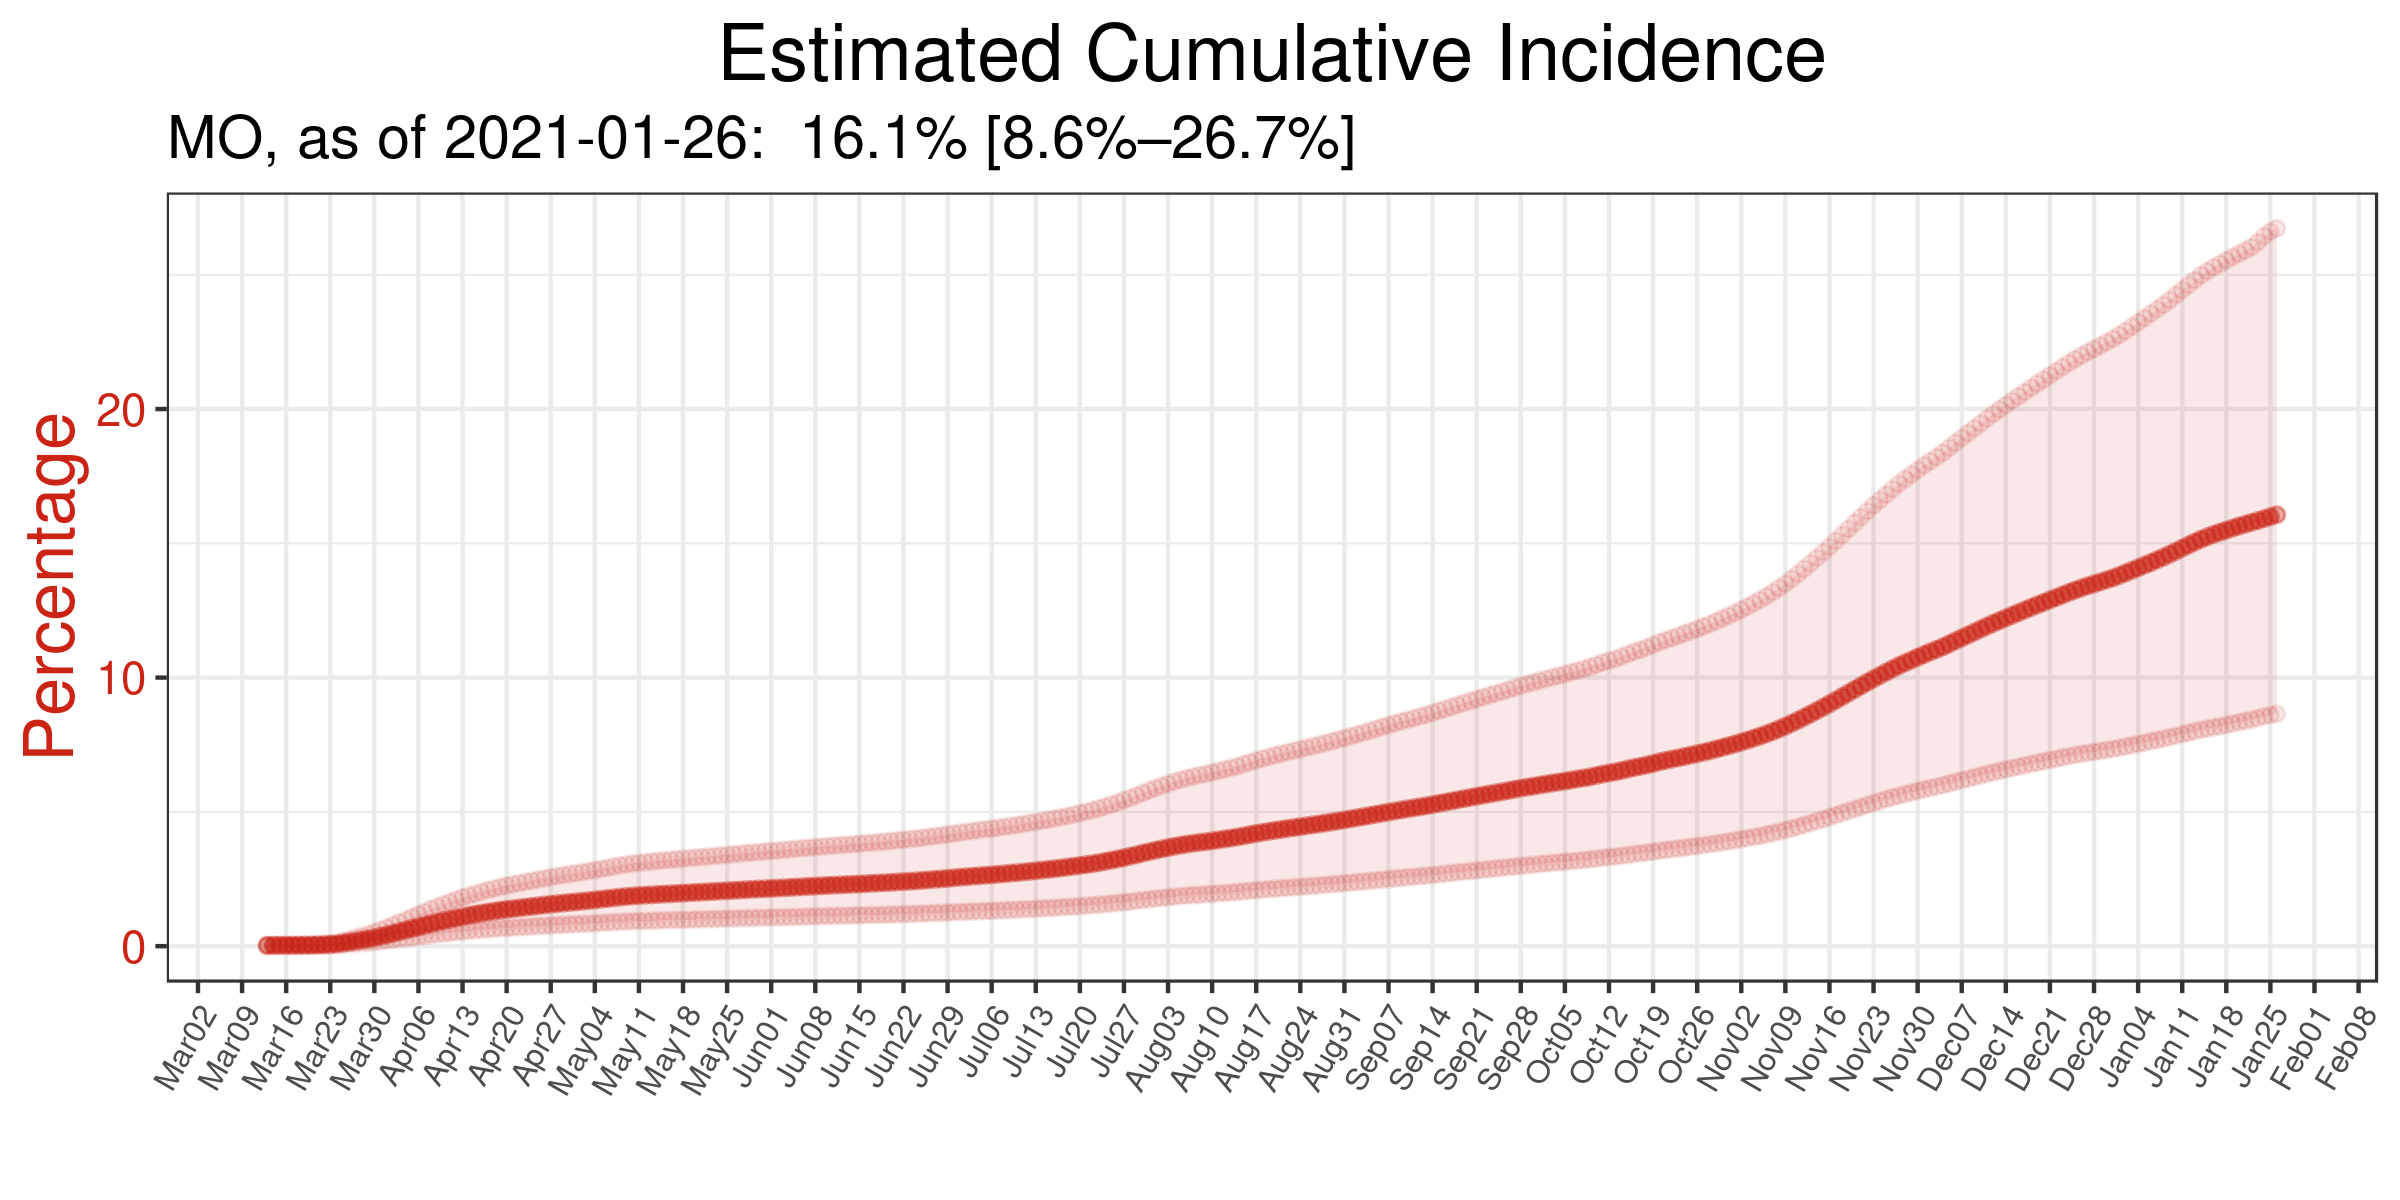 Estimated Cumulative Incidence
MO, as of 2021-01-26:  16.1% [8.6%–26.7%]
Percentage
20
10
0
Mar02 Mar09 Mar16 Mar23 Mar30 Apr06 Apr13 Apr20 Apr27 May04 May11 May18 May25 Jun01 Jun08 Jun15 Jun22 Jun29 Jul06 Jul13 Jul20 Jul27 Aug03 Aug10 Aug17 Aug24 Aug31 Sep07 Sep14 Sep21 Sep28 Oct05 Oct12 Oct19 Oct26 Nov02 Nov09 Nov16 Nov23 Nov30 Dec07 Dec14 Dec21 Dec28 Jan04 Jan11 Jan18 Jan25 Feb01 Feb08